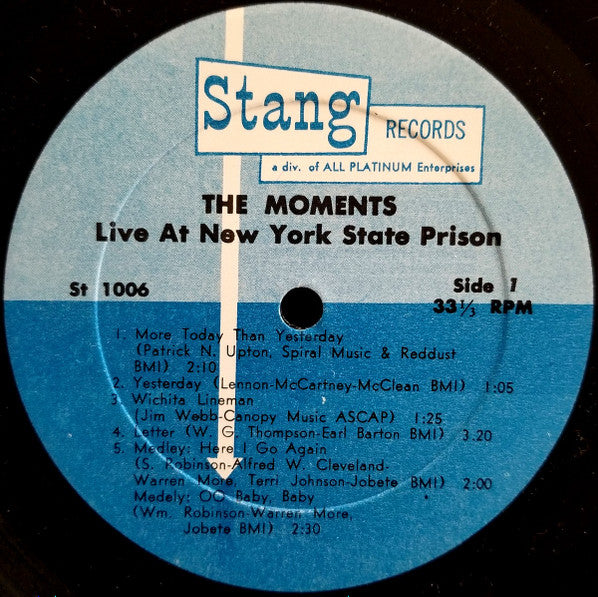 Stang
RECORDS
a div. of ALL PLATINUM Enterprises
THE MOMENTS
Live At New York State Prison
St 1006
Side 1
33⅓ RPM
1. More Today Than Yesterday
(Patrick N. Upton, Spiral Music & Reddust
BMI) 2:10
2. Yesterday (Lennon-McCartney-McClean BMI) 1:05
3. Wichita Lineman
(Jim Webb-Canopy Music ASCAP) 1:25
4. Letter (W. G. Thompson-Earl Barton BMI) 3.20
5. Medley: Here I Go Again
(S. Robinson-Alfred W. Cleveland-
Warren More, Terri Johnson-Jobete BMI) 2:00
Medely: OO Baby, Baby
(Wm. Robinson-Warren More,
Jobete BMI) 2:30